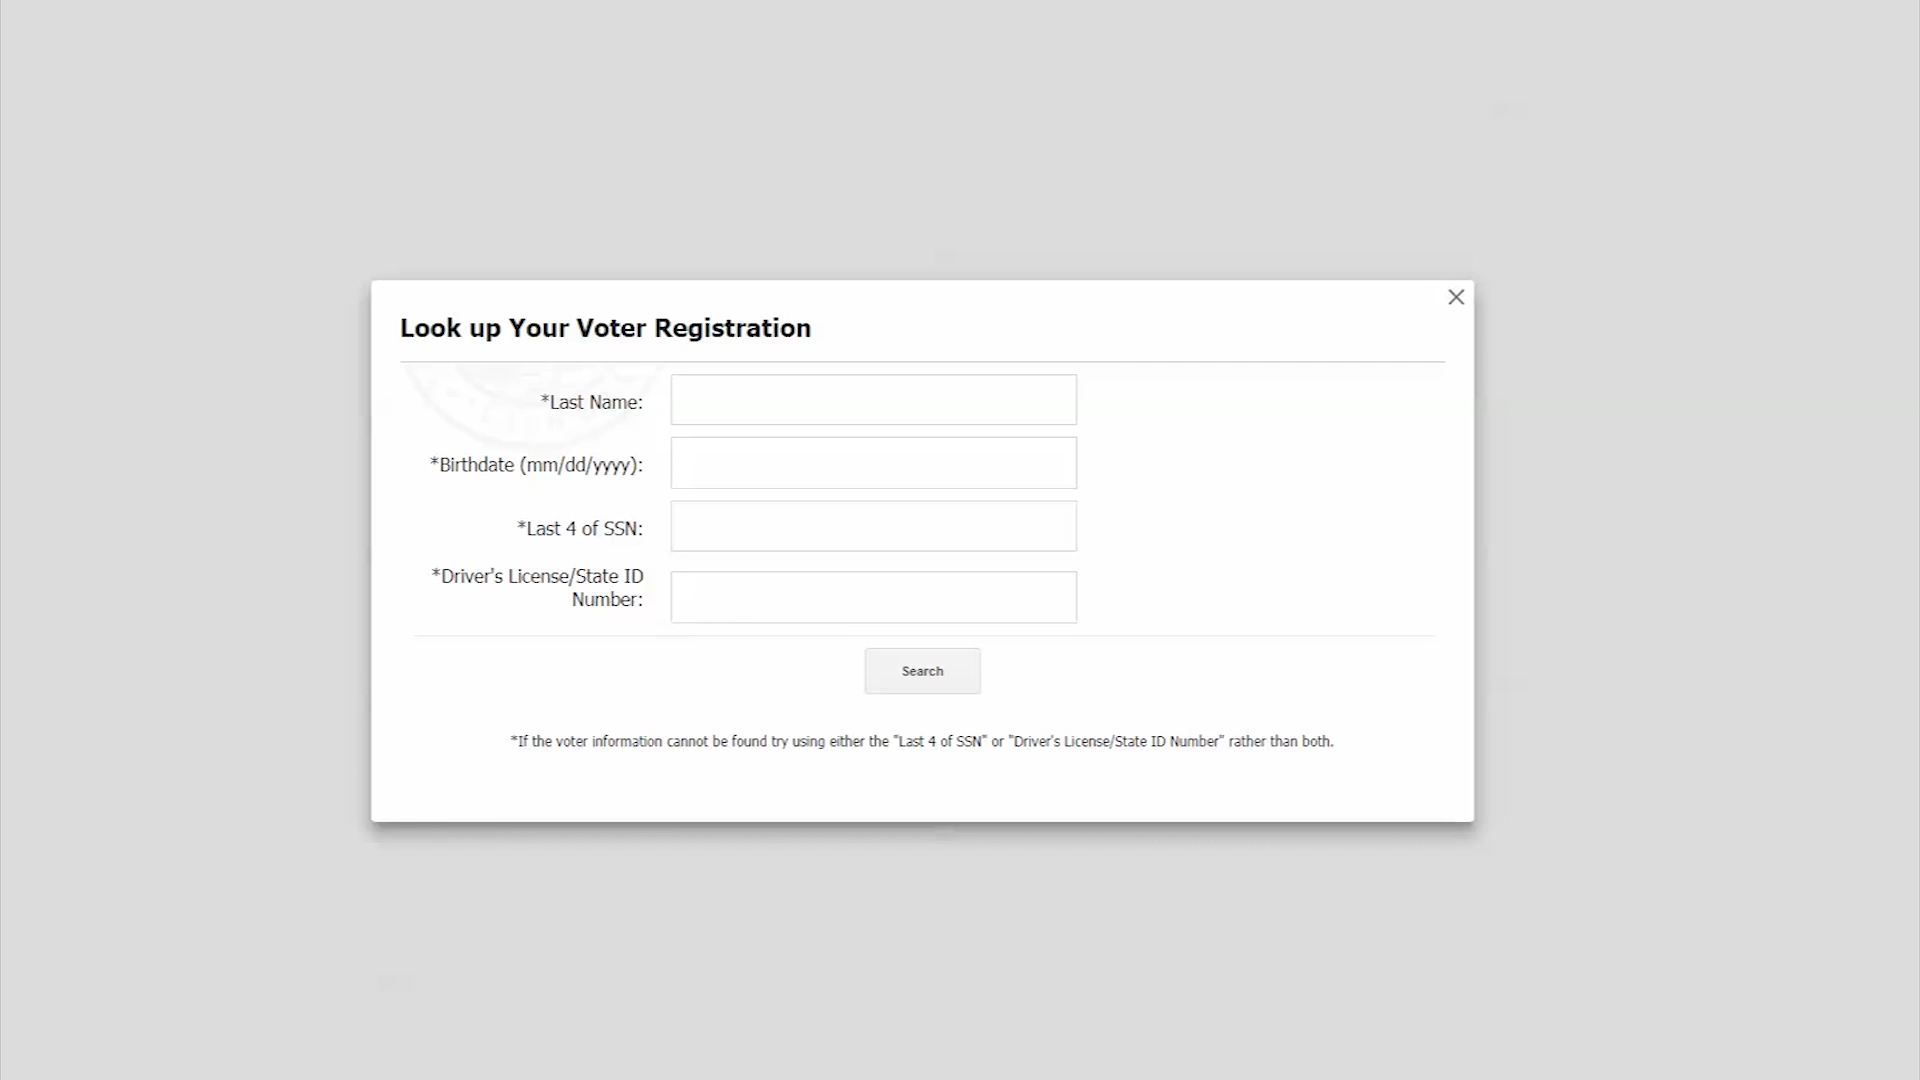 Look up Your Voter Registration
*Last Name:
*Birthdate (mm/dd/yyyy):
*Last 4 of SSN:
*Driver's License/State ID
Number:
Search
*If the voter information cannot be found try using either the "Last 4 of SSN" or "Driver's License/State ID Number" rather than both.